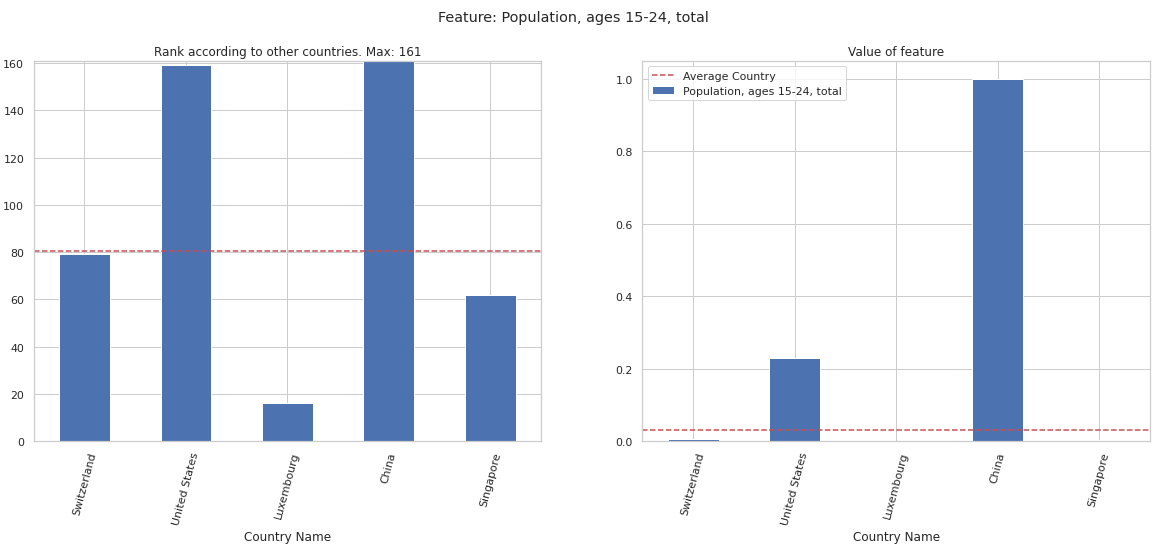 Feature: Population, ages 15-24, total
Rank according to other countries. Max: 161
160
140
120
100
80
60
40
20
0
Switzerland
United States
Luxembourg
China
Singapore
Country Name
Value of feature
Average Country
Population, ages 15-24, total
1.0
0.8
0.6
0.4
0.2
0.0
Switzerland
United States
Luxembourg
China
Singapore
Country Name